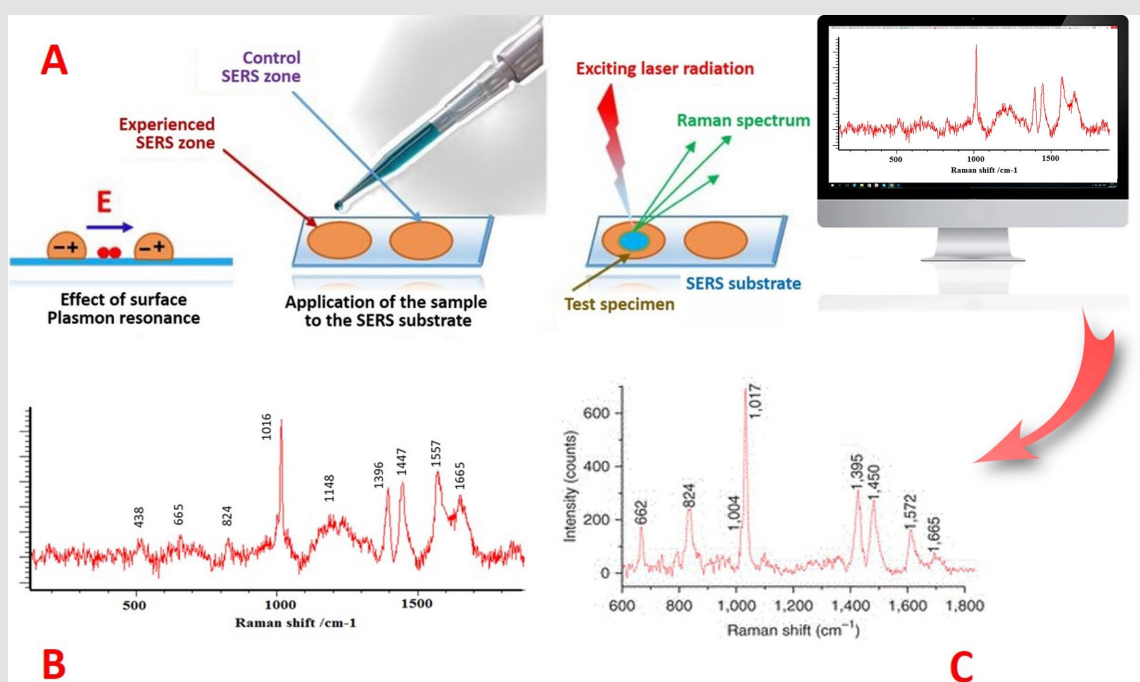 A
Control
SERS zone
Experienced
SERS zone
E
−+
−+
Effect of surface
Plasmon resonance
Application of the sample
to the SERS substrate
Exciting laser radiation
Raman spectrum
SERS substrate
Test specimen
500
1000
1500
Raman shift /cm-1
438
665
824
1016
1148
1396
1447
1557
1665
500
1000
1500
Raman shift /cm-1
B
Intensity (counts)
600
400
200
0
662
824
1,004
1,017
1,395
1,450
1,572
1,665
600
800
1,000
1,200
1,400
1,600
1,800
Raman shift (cm⁻¹)
C